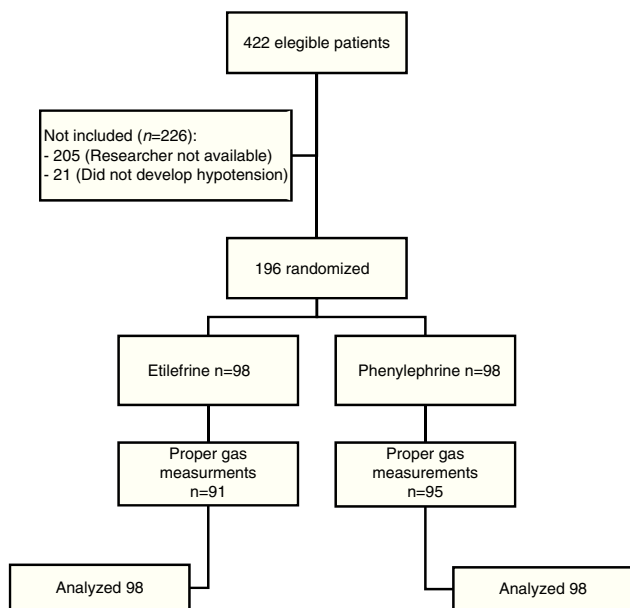 422 elegible patients
Not included (n=226):
- 205 (Researcher not available)
- 21 (Did not develop hypotension)
196 randomized
Etilefrine n=98
Phenylephrine n=98
Proper gas
measurments
n=91
Proper gas
measurements
n=95
Analyzed 98
Analyzed 98